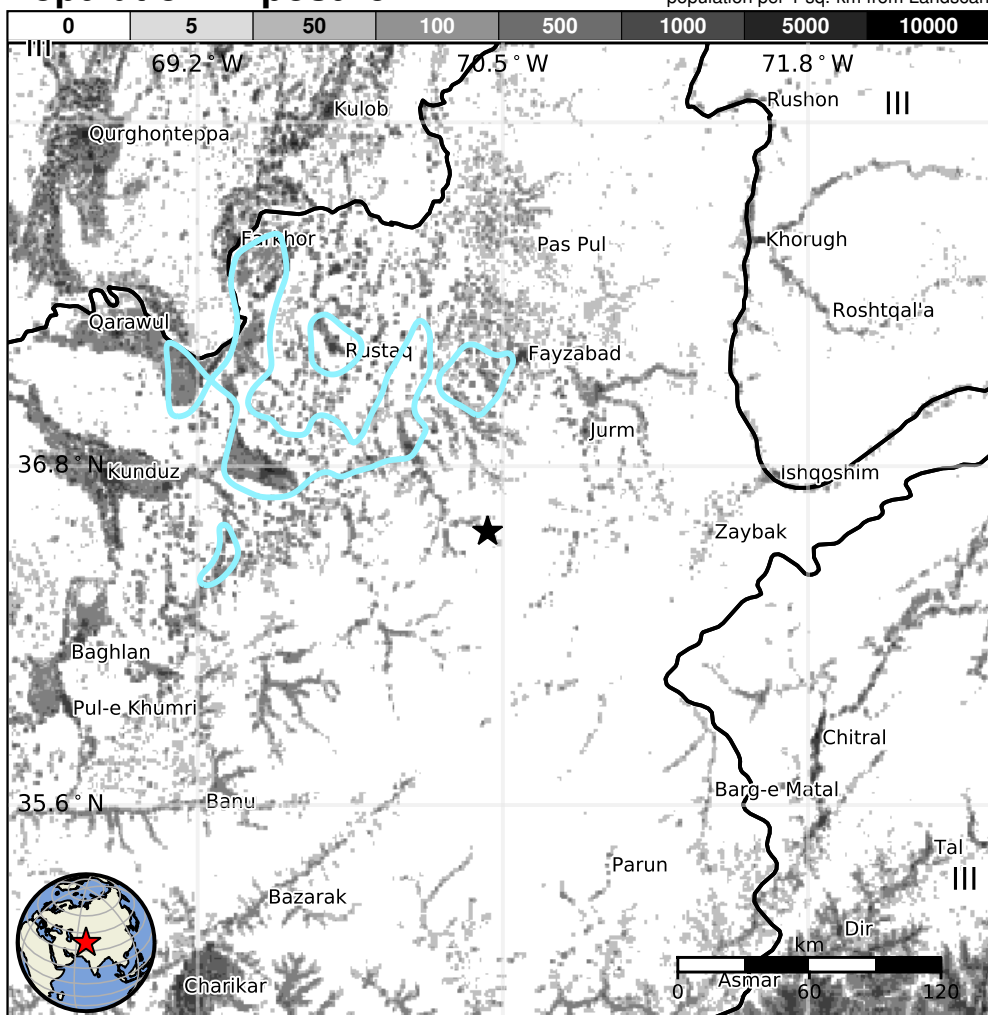 population per 1 sq. km from Landscan
0 5 50 100 500 1000 5000 10000
III
69.2°W 70.5°W 71.8°W
Rushon
III
Kulob
Qurghonteppa
Farkhor
Pas Pul
Khorugh
Roshtqal'a
Qarawul
Rustaq
Fayzabad
Jurm
36.8°N
Kunduz
Ishqoshim
Zaybak
Baghlan
Pul-e Khumri
Chitral
Barg-e Matal
35.6°N
Banu
Tal
Parun
III
Bazarak
Dir
km
Charikar
Asmar
0 60 120